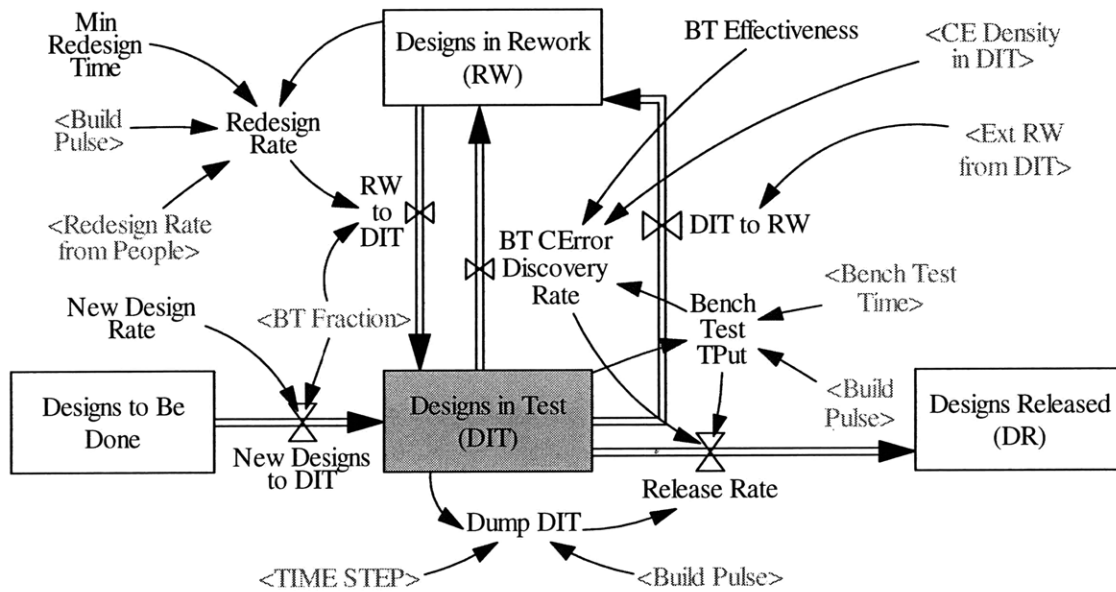 Min
Redesign
Time
Designs in Rework
(RW)
BT Effectiveness
<CE Density
in DIT>
<Build
Pulse>
Redesign
Rate
<Ext RW
from DIT>
<Redesign Rate
from People>
RW
to
DIT
BT CError
Discovery
Rate
DIT to RW
New Design
Rate
<BT Fraction>
Bench
Test
TPut
<Bench Test
Time>
Designs to Be
Done
New Designs
to DIT
Designs in Test
(DIT)
<Build
Pulse>
Designs Released
(DR)
Release Rate
Dump DIT
<TIME STEP>
<Build Pulse>